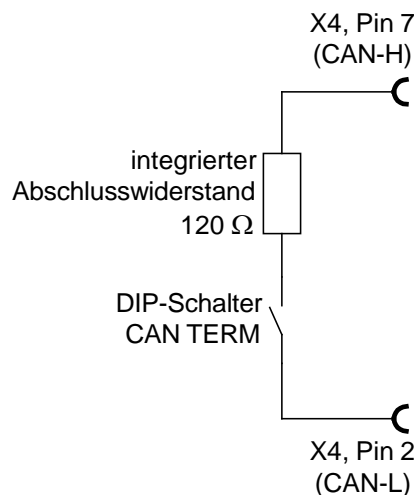 X4, Pin 7
(CAN-H)
integrierter
Abschlusswiderstand
120 Ω
DIP-Schalter
CAN TERM
X4, Pin 2
(CAN-L)